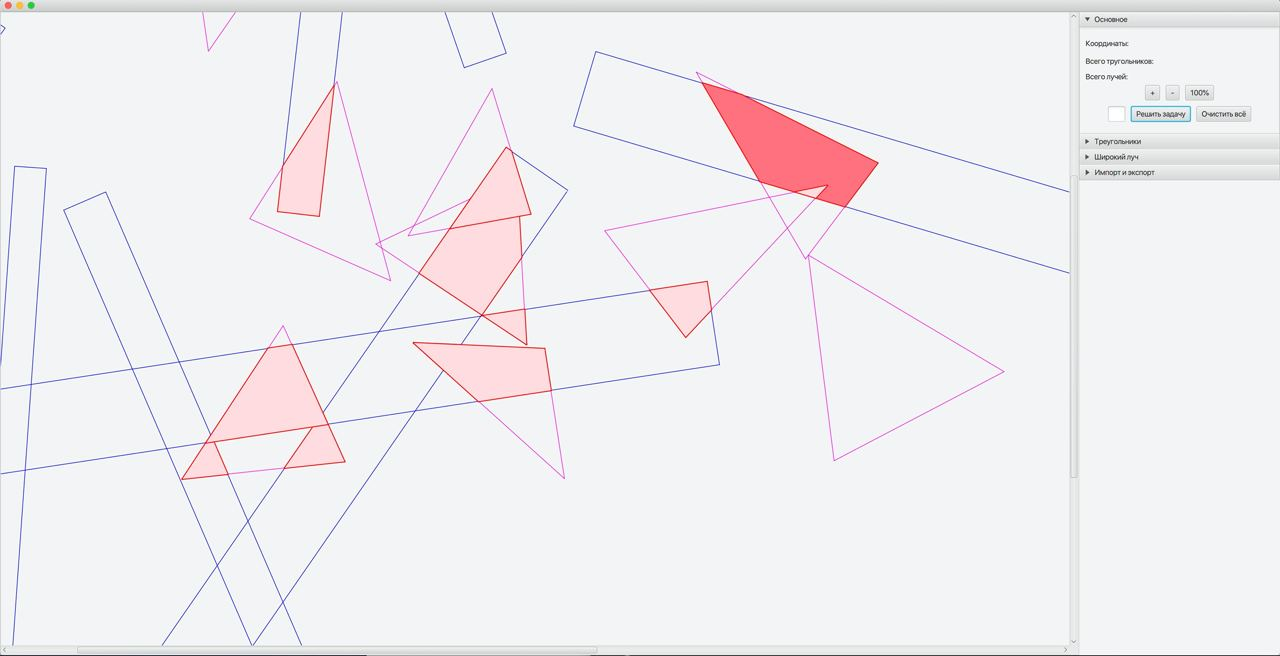 Основное
Координаты:
Всего тругольников:
Всего лучей:
+ - 100%
Решить задачу Очистить всё
Треугольники
Широкий луч
Импорт и экспорт